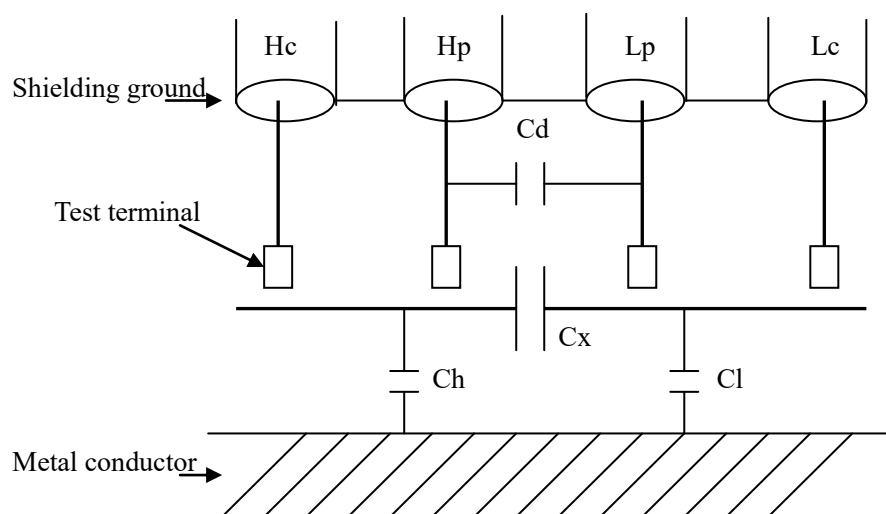 Hc
Hp
Lp
Lc
Shielding ground
Cd
Test terminal
Cx
Ch
Cl
Metal conductor